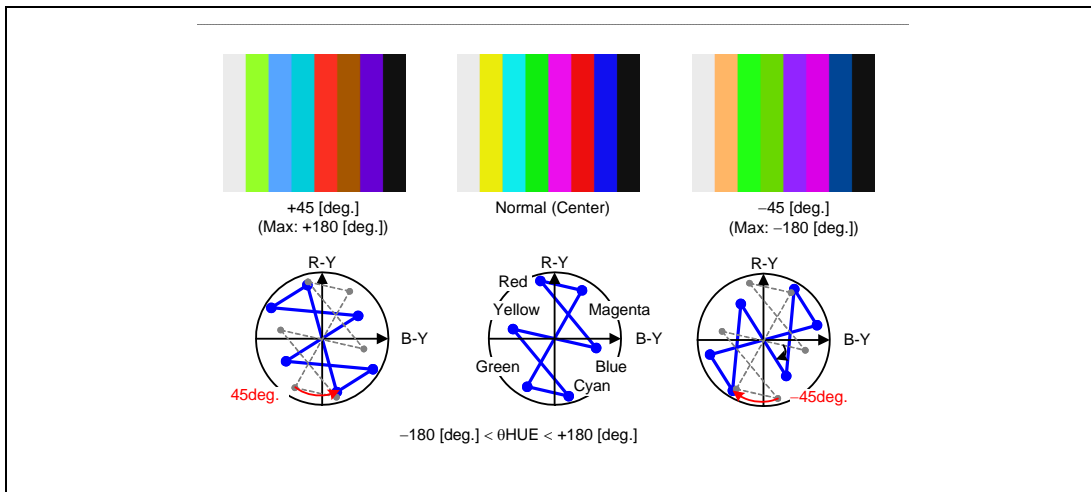 +45 [deg.]
(Max: +180 [deg.])
Normal (Center)
−45 [deg.]
(Max: −180 [deg.])
R-Y
B-Y
45deg.
R-Y
Red
Yellow
Magenta
B-Y
Green
Blue
Cyan
R-Y
B-Y
−45deg.
−180 [deg.] < θHUE < +180 [deg.]